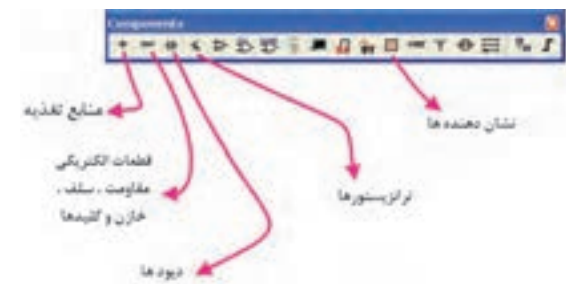 Components
منابع تغذیه
نشان دهنده ها
قطعات الکتریکی
مقاومت ، سلف ،
خازن و کلیدها
ترانزیستورها
دیودها